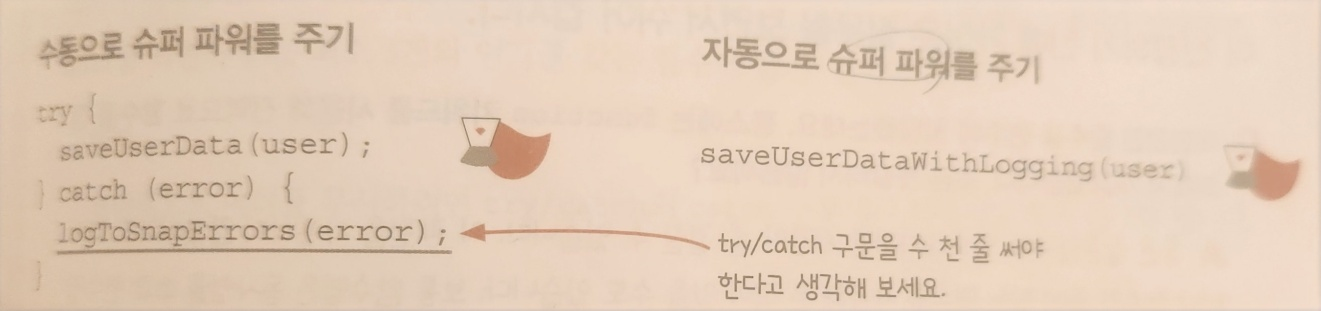 수동으로 슈퍼 파워를 주기
try {
saveUserData(user);
} catch (error) {
logToSnapErrors(error);
}
자동으로 슈퍼 파워를 주기
saveUserDataWithLogging(user)
try/catch 구문을 수 천 줄 써야
한다고 생각해 보세요.